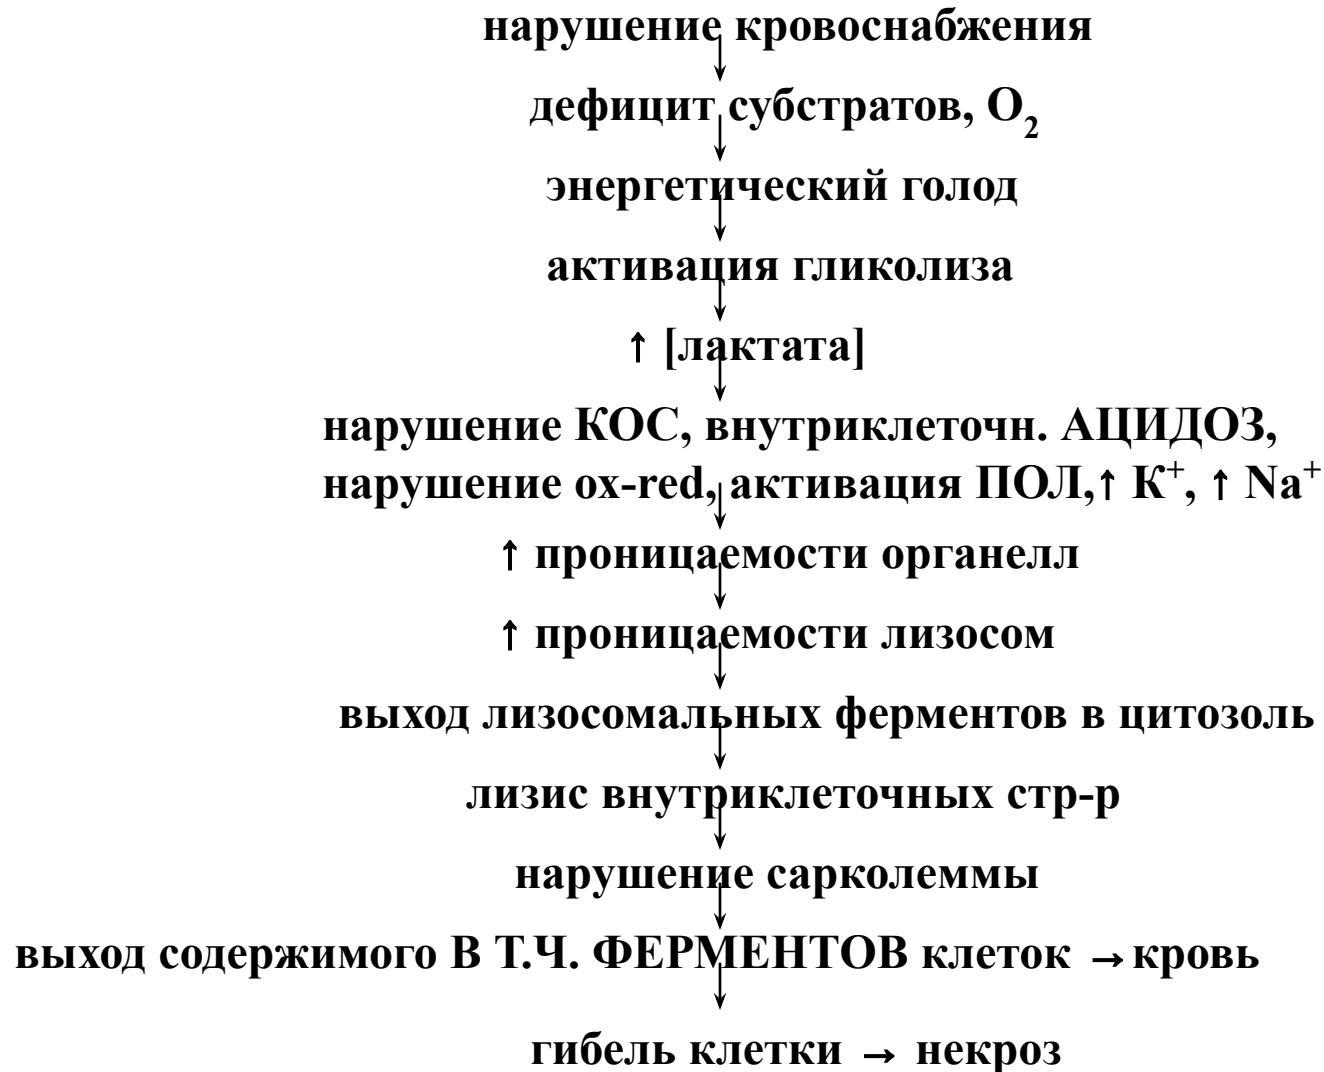 нарушение кровоснабжения
дефицит субстратов, O₂
энергетический голод
активация гликолиза
↑ [лактата]
нарушение КОС, внутриклеточн. АЦИДОЗ,
нарушение ox-red, активация ПОЛ,↑ К⁺, ↑ Na⁺
↑ проницаемости органелл
↑ проницаемости лизосом
выход лизосомальных ферментов в цитозоль
лизис внутриклеточных стр-р
нарушение сарколеммы
выход содержимого В Т.Ч. ФЕРМЕНТОВ клеток → кровь
гибель клетки → некроз